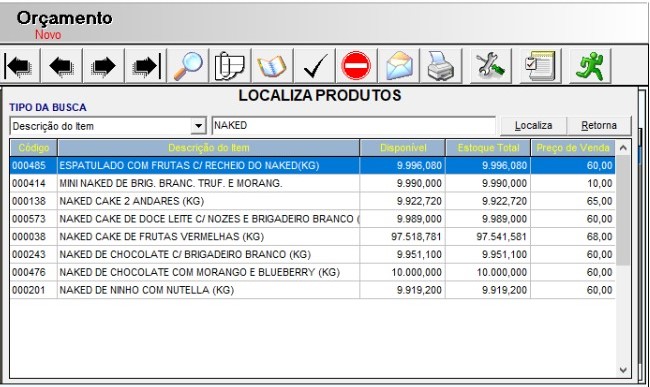 Orçamento
Novo
LOCALIZA PRODUTOS
TIPO DA BUSCA
Descrição do Item NAKED Localiza Retorna
Código Descrição do Item Disponível Estoque Total Preço de Venda
000485 ESPATULADO COM FRUTAS C/ RECHEIO DO NAKED(KG) 9.996,080 9.996,080 60,00
000414 MINI NAKED DE BRIG. BRANC. TRUF. E MORANG. 9.990,000 9.990,000 10,00
000138 NAKED CAKE 2 ANDARES (KG) 9.922,720 9.922,720 65,00
000573 NAKED CAKE DE DOCE LEITE C/ NOZES E BRIGADEIRO BRANCO ( 9.989,000 9.989,000 60,00
000038 NAKED CAKE DE FRUTAS VERMELHAS (KG) 97.518,781 97.541,581 68,00
000243 NAKED DE CHOCOLATE C/ BRIGADEIRO BRANCO (KG) 9.951,100 9.951,100 60,00
000476 NAKED DE CHOCOLATE COM MORANGO E BLUEBERRY (KG) 10.000,000 10.000,000 60,00
000201 NAKED DE NINHO COM NUTELLA (KG) 9.919,200 9.919,200 60,00